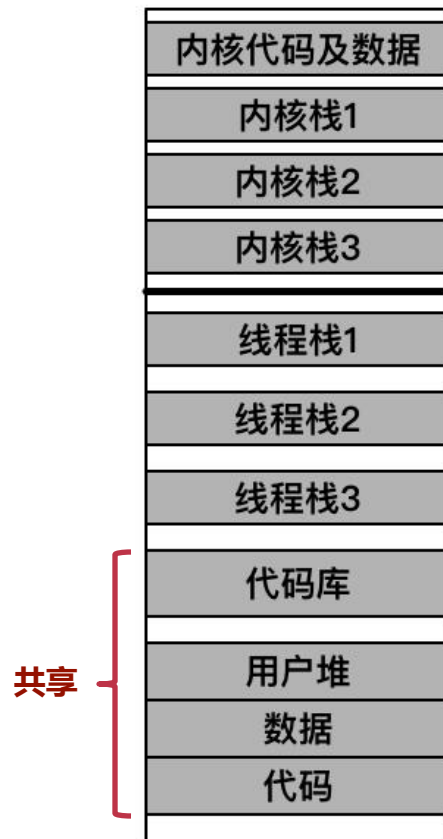 内核代码及数据
内核栈1
内核栈2
内核栈3
线程栈1
线程栈2
线程栈3
代码库
共享
用户堆
数据
代码